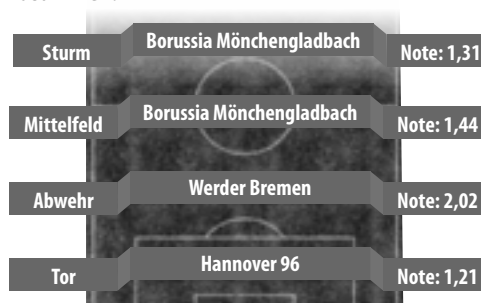 Sturm Borussia Mönchengladbach Note: 1,31
Mittelfeld Borussia Mönchengladbach Note: 1,44
Abwehr Werder Bremen Note: 2,02
Tor Hannover 96 Note: 1,21